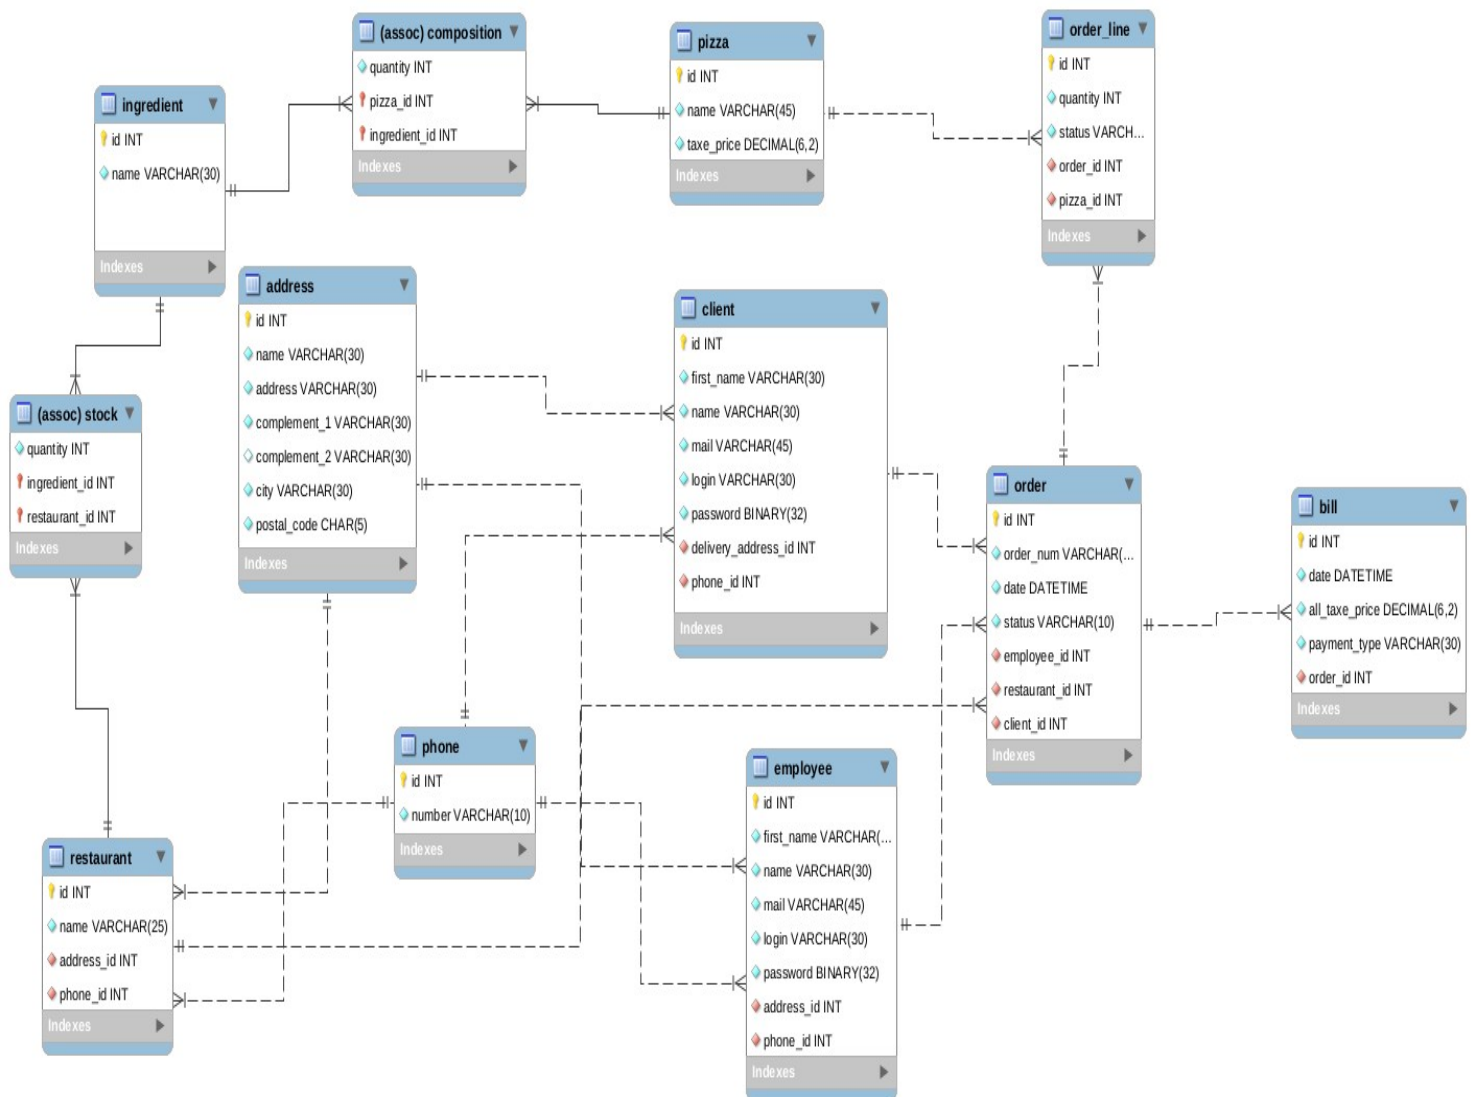 (assoc) composition
quantity INT
pizza_id INT
ingredient_id INT
Indexes
pizza
id INT
name VARCHAR(45)
taxe_price DECIMAL(6,2)
Indexes
order_line
id INT
quantity INT
status VARCH...
order_id INT
pizza_id INT
Indexes
ingredient
id INT
name VARCHAR(30)
Indexes
address
id INT
name VARCHAR(30)
address VARCHAR(30)
complement_1 VARCHAR(30)
complement_2 VARCHAR(30)
city VARCHAR(30)
postal_code CHAR(5)
Indexes
client
id INT
first_name VARCHAR(30)
name VARCHAR(30)
mail VARCHAR(45)
login VARCHAR(30)
password BINARY(32)
delivery_address_id INT
phone_id INT
Indexes
(assoc) stock
quantity INT
ingredient_id INT
restaurant_id INT
Indexes
order
id INT
order_num VARCHAR(...
date DATETIME
status VARCHAR(10)
employee_id INT
restaurant_id INT
client_id INT
Indexes
bill
id INT
date DATETIME
all_taxe_price DECIMAL(6,2)
payment_type VARCHAR(30)
order_id INT
Indexes
phone
id INT
number VARCHAR(10)
Indexes
employee
id INT
first_name VARCHAR(...
name VARCHAR(30)
mail VARCHAR(45)
login VARCHAR(30)
password BINARY(32)
address_id INT
phone_id INT
Indexes
restaurant
id INT
name VARCHAR(25)
address_id INT
phone_id INT
Indexes